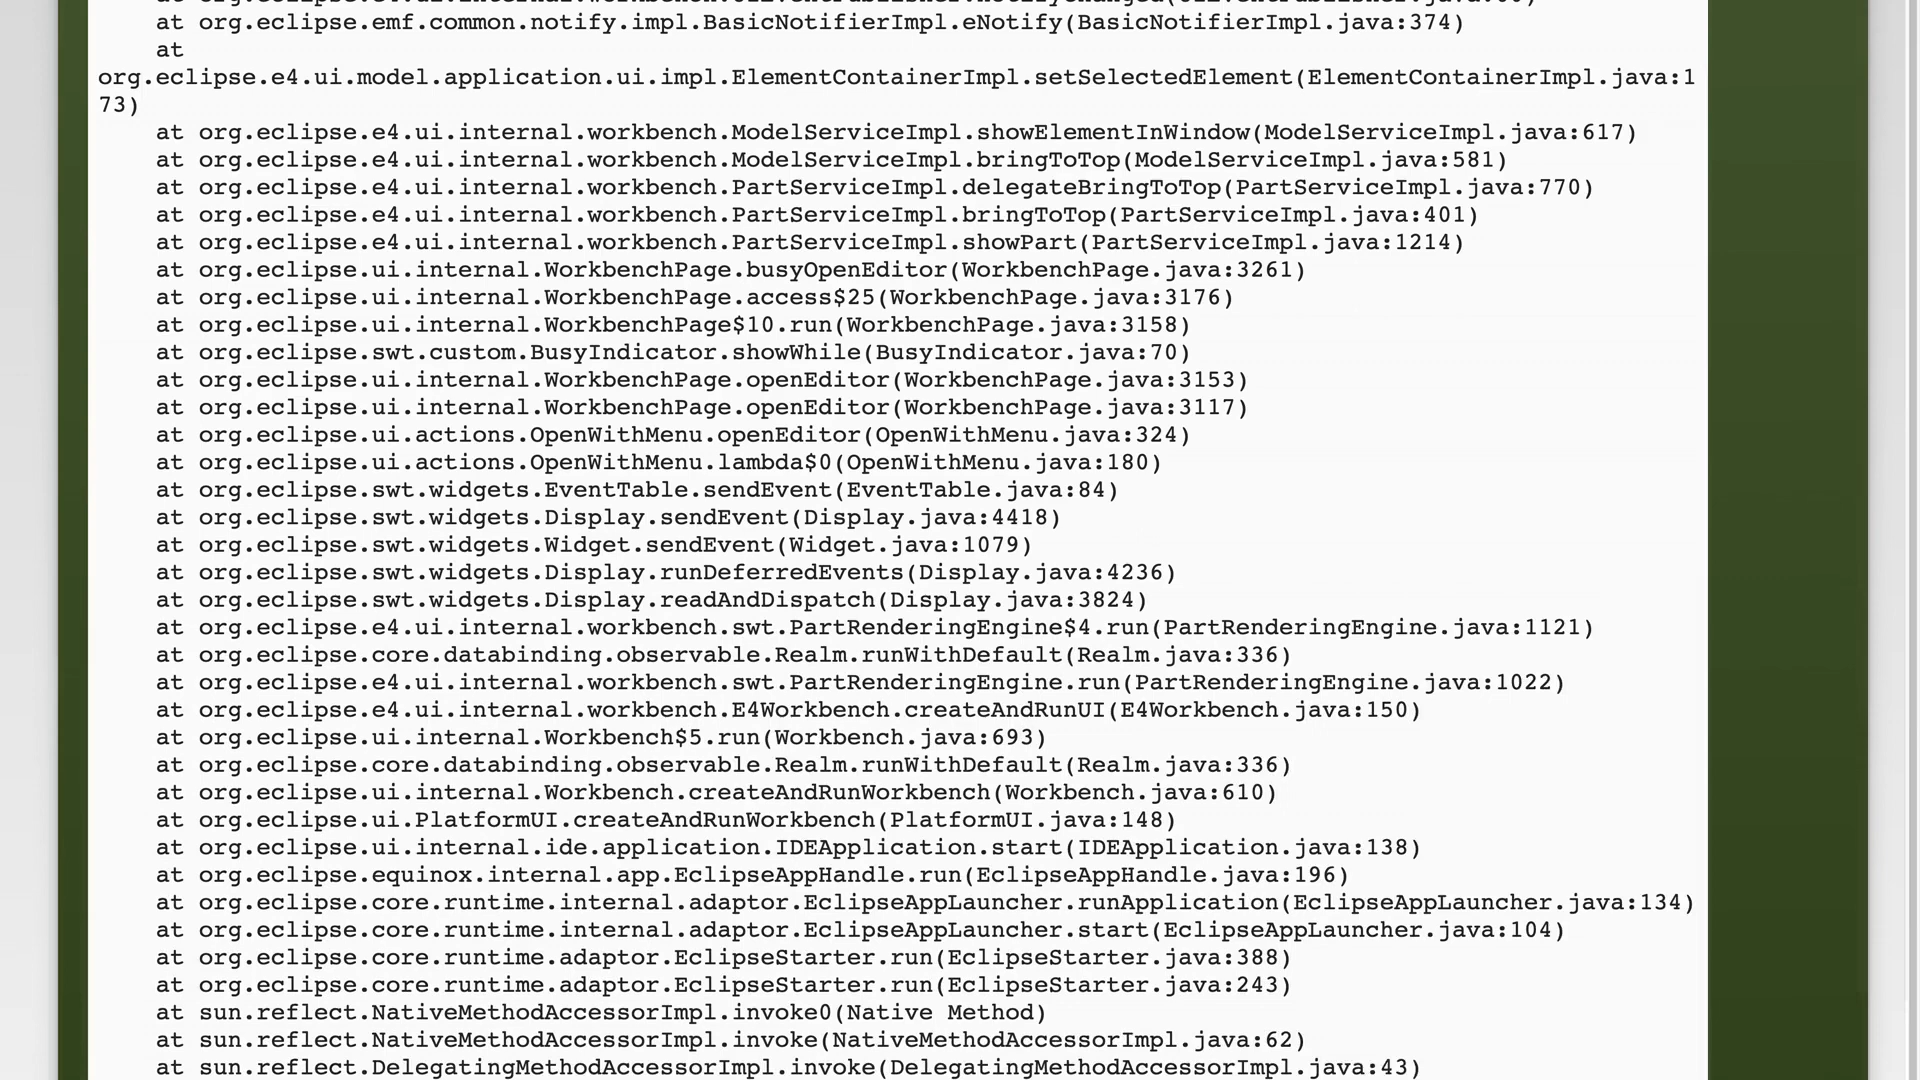 at org.eclipse.emf.common.notify.impl.BasicNotifierImpl.eNotify(BasicNotifierImpl.java:374)
at
org.eclipse.e4.ui.model.application.ui.impl.ElementContainerImpl.setSelectedElement(ElementContainerImpl.java:1
73)
at org.eclipse.e4.ui.internal.workbench.ModelServiceImpl.showElementInWindow(ModelServiceImpl.java:617)
at org.eclipse.e4.ui.internal.workbench.ModelServiceImpl.bringToTop(ModelServiceImpl.java:581)
at org.eclipse.e4.ui.internal.workbench.PartServiceImpl.delegateBringToTop(PartServiceImpl.java:770)
at org.eclipse.e4.ui.internal.workbench.PartServiceImpl.bringToTop(PartServiceImpl.java:401)
at org.eclipse.e4.ui.internal.workbench.PartServiceImpl.showPart(PartServiceImpl.java:1214)
at org.eclipse.ui.internal.WorkbenchPage.busyOpenEditor(WorkbenchPage.java:3261)
at org.eclipse.ui.internal.WorkbenchPage.access$25(WorkbenchPage.java:3176)
at org.eclipse.ui.internal.WorkbenchPage$10.run(WorkbenchPage.java:3158)
at org.eclipse.swt.custom.BusyIndicator.showWhile(BusyIndicator.java:70)
at org.eclipse.ui.internal.WorkbenchPage.openEditor(WorkbenchPage.java:3153)
at org.eclipse.ui.internal.WorkbenchPage.openEditor(WorkbenchPage.java:3117)
at org.eclipse.ui.actions.OpenWithMenu.openEditor(OpenWithMenu.java:324)
at org.eclipse.ui.actions.OpenWithMenu.lambda$0(OpenWithMenu.java:180)
at org.eclipse.swt.widgets.EventTable.sendEvent(EventTable.java:84)
at org.eclipse.swt.widgets.Display.sendEvent(Display.java:4418)
at org.eclipse.swt.widgets.Widget.sendEvent(Widget.java:1079)
at org.eclipse.swt.widgets.Display.runDeferredEvents(Display.java:4236)
at org.eclipse.swt.widgets.Display.readAndDispatch(Display.java:3824)
at org.eclipse.e4.ui.internal.workbench.swt.PartRenderingEngine$4.run(PartRenderingEngine.java:1121)
at org.eclipse.core.databinding.observable.Realm.runWithDefault(Realm.java:336)
at org.eclipse.e4.ui.internal.workbench.swt.PartRenderingEngine.run(PartRenderingEngine.java:1022)
at org.eclipse.e4.ui.internal.workbench.E4Workbench.createAndRunUI(E4Workbench.java:150)
at org.eclipse.ui.internal.Workbench$5.run(Workbench.java:693)
at org.eclipse.core.databinding.observable.Realm.runWithDefault(Realm.java:336)
at org.eclipse.ui.internal.Workbench.createAndRunWorkbench(Workbench.java:610)
at org.eclipse.ui.PlatformUI.createAndRunWorkbench(PlatformUI.java:148)
at org.eclipse.ui.internal.ide.application.IDEApplication.start(IDEApplication.java:138)
at org.eclipse.equinox.internal.app.EclipseAppHandle.run(EclipseAppHandle.java:196)
at org.eclipse.core.runtime.internal.adaptor.EclipseAppLauncher.runApplication(EclipseAppLauncher.java:134)
at org.eclipse.core.runtime.internal.adaptor.EclipseAppLauncher.start(EclipseAppLauncher.java:104)
at org.eclipse.core.runtime.adaptor.EclipseStarter.run(EclipseStarter.java:388)
at org.eclipse.core.runtime.adaptor.EclipseStarter.run(EclipseStarter.java:243)
at sun.reflect.NativeMethodAccessorImpl.invoke0(Native Method)
at sun.reflect.NativeMethodAccessorImpl.invoke(NativeMethodAccessorImpl.java:62)
at sun.reflect.DelegatingMethodAccessorImpl.invoke(DelegatingMethodAccessorImpl.java:43)